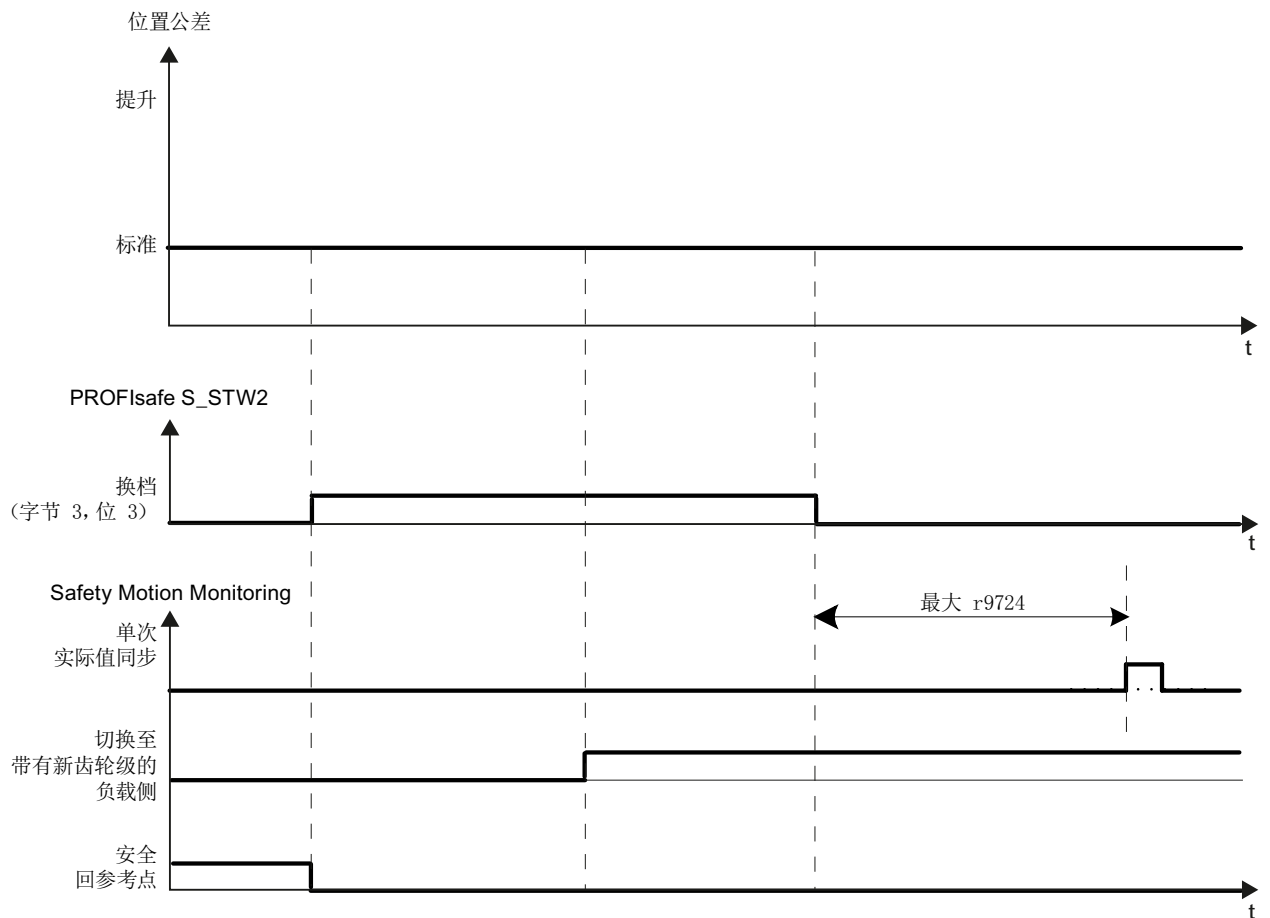 位置公差
提升
标准
t
PROFIsafe S_STW2
换档
(字节 3,位 3)
t
Safety Motion Monitoring
最大 r9724
单次
实际值同步
切换至
带有新齿轮级的
负载侧
安全
回参考点
t